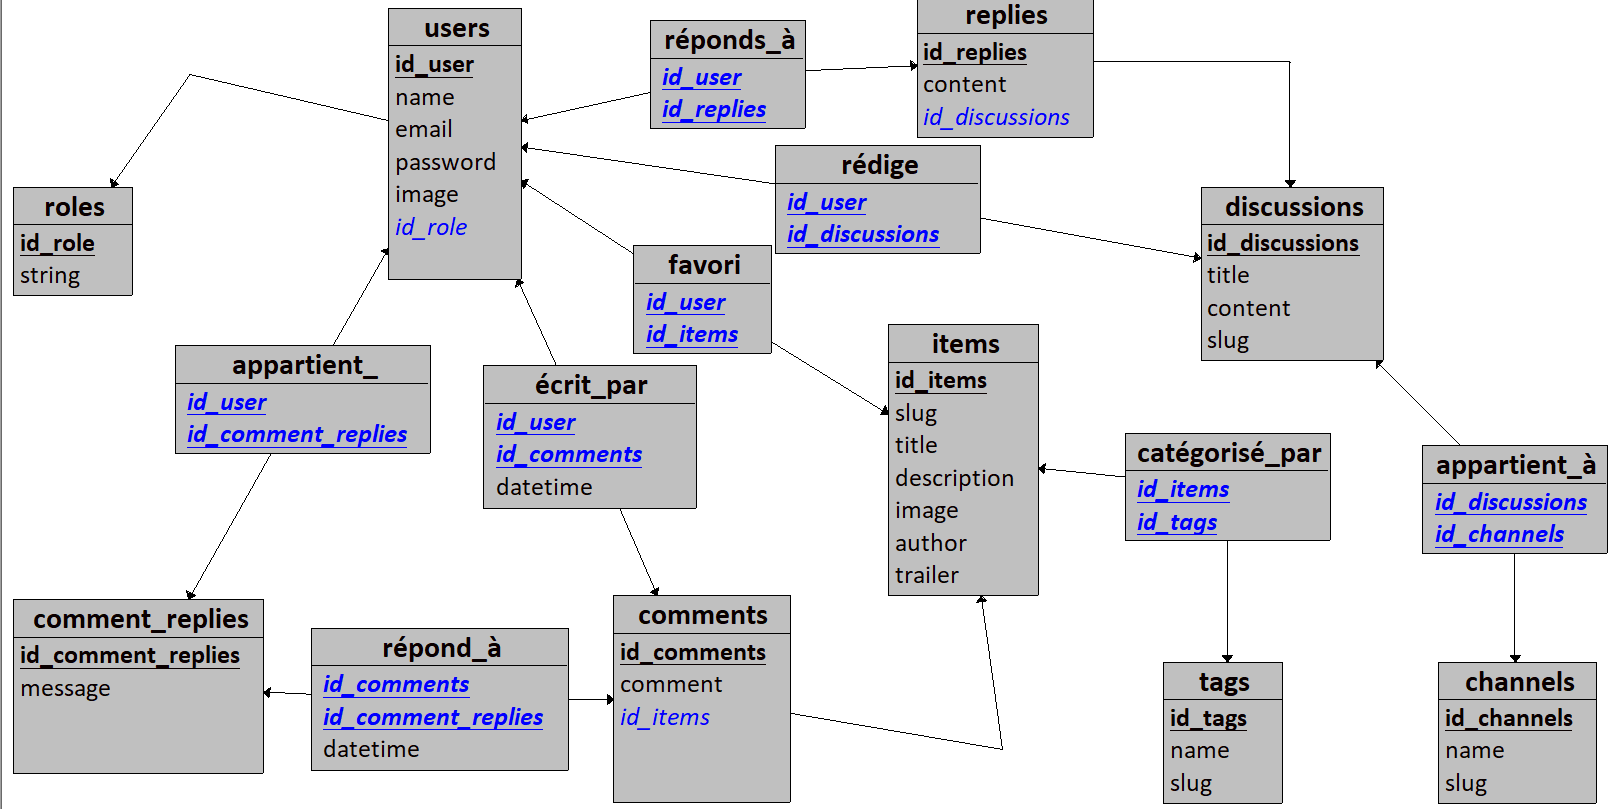 users
id_user
name
email
password
image
id_role
réponds_à
id_user
id_replies
replies
id_replies
content
id_discussions
rédige
id_user
id_discussions
roles
id_role
string
discussions
id_discussions
title
content
slug
favori
id_user
id_items
appartient_
id_user
id_comment_replies
écrit_par
id_user
id_comments
datetime
items
id_items
slug
title
description
image
author
trailer
catégorisé_par
id_items
id_tags
appartient_à
id_discussions
id_channels
comment_replies
id_comment_replies
message
répond_à
id_comments
id_comment_replies
datetime
comments
id_comments
comment
id_items
tags
id_tags
name
slug
channels
id_channels
name
slug